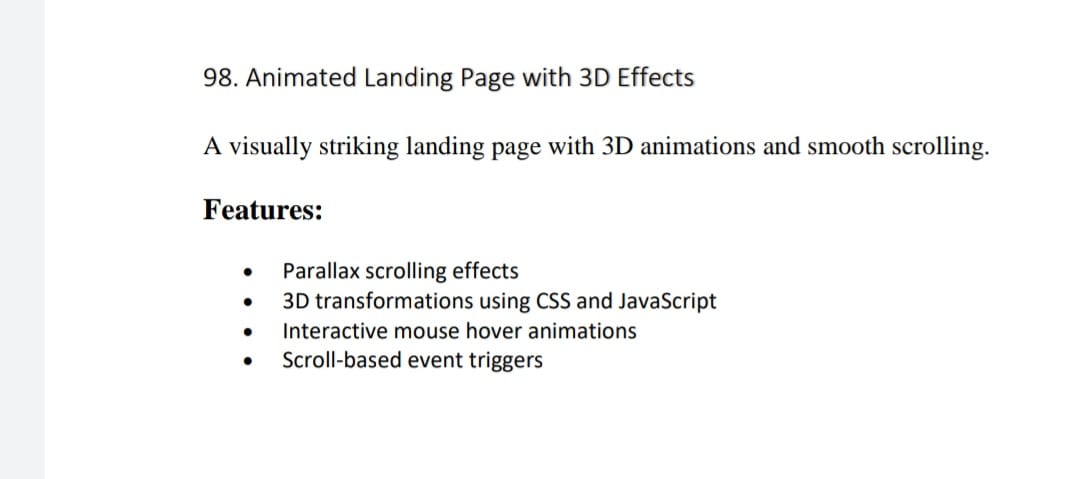 98. Animated Landing Page with 3D Effects
A visually striking landing page with 3D animations and smooth scrolling.
Features:
• Parallax scrolling effects
• 3D transformations using CSS and JavaScript
• Interactive mouse hover animations
• Scroll-based event triggers